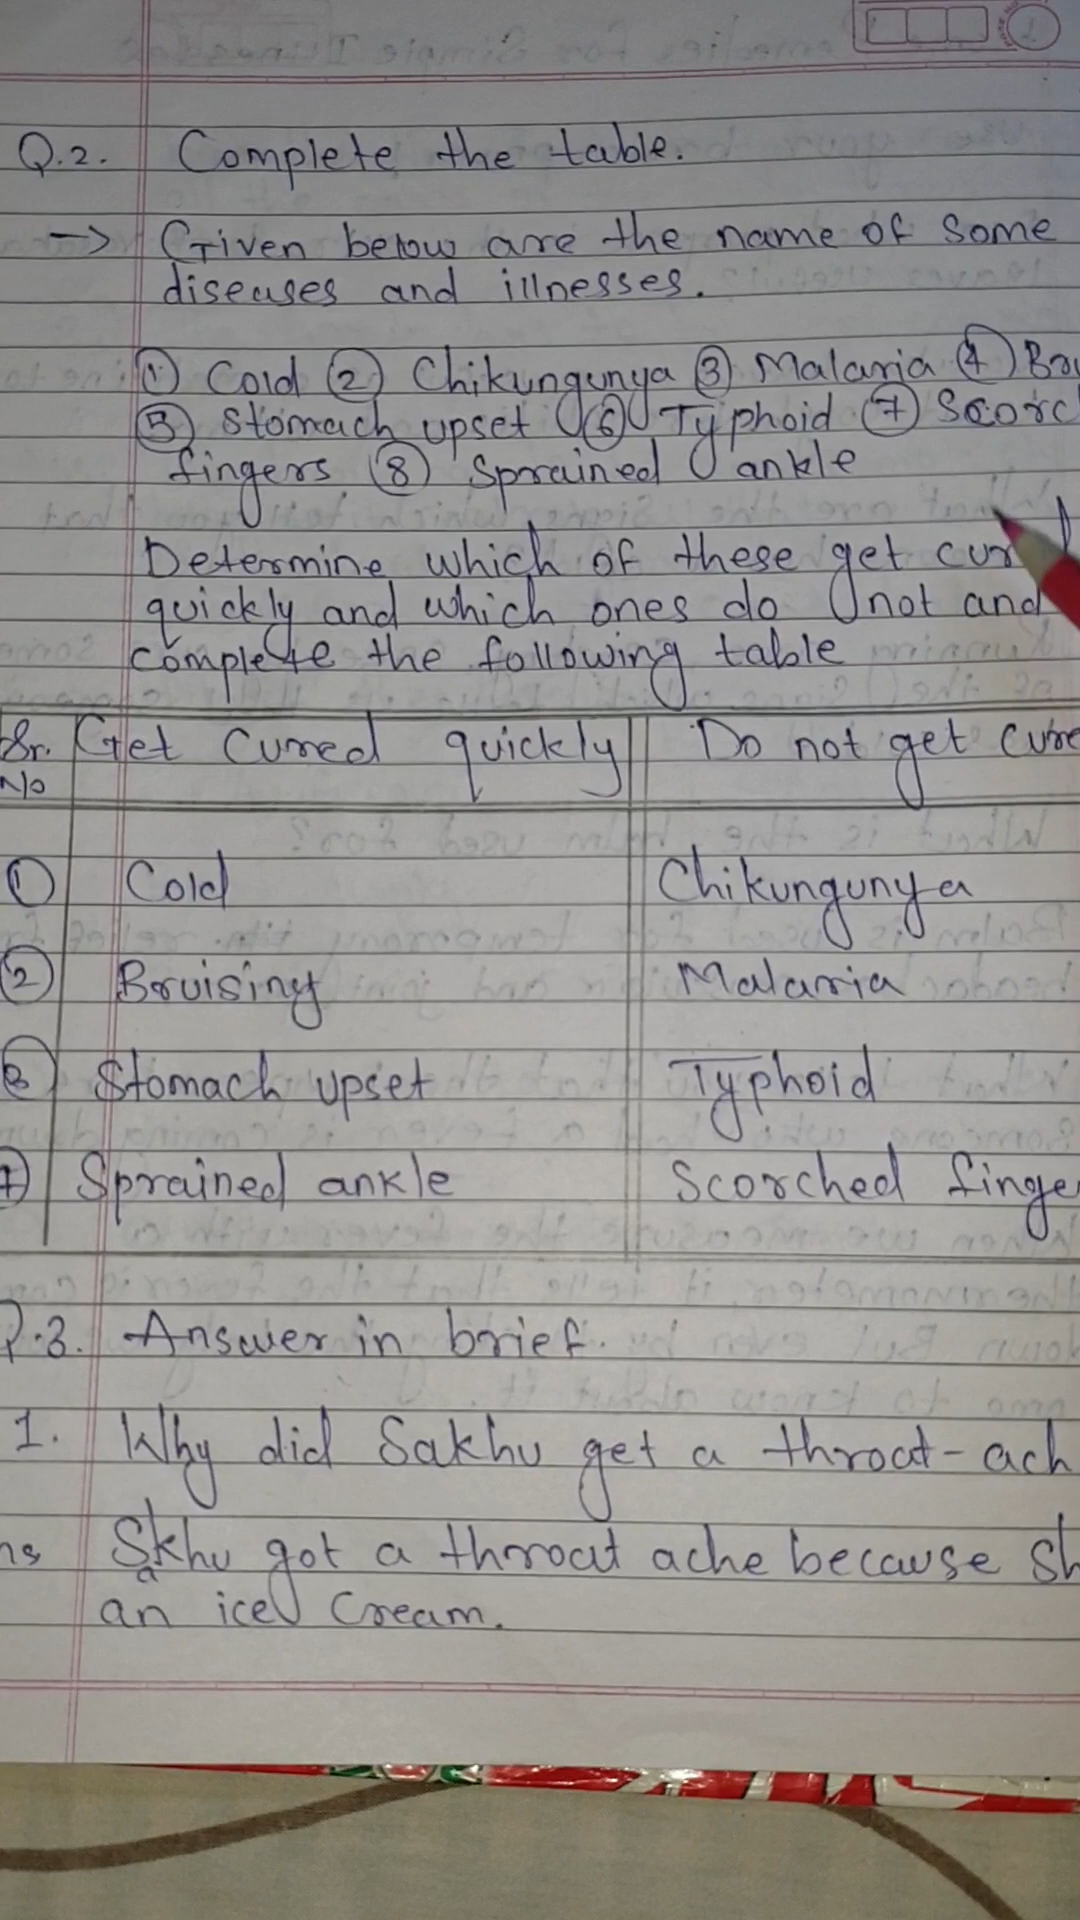 Q.2. Complete the table.
→ Given below are the name of some
diseases and illnesses.
① Cold ② Chikungunya ③ Malaria ④
⑤ Stomach upset ⑥ Typhoid ⑦
fingers ⑧ Sprained ankle
Determine which of these get
quickly and which ones do not and
complete the following table
Sr. No Get Cured quickly Do not get Cure
① Cold Chikungunya
② Bruising Malaria
③ Stomach upset Typhoid
④ Sprained ankle Scorched finge
Q.3. Answer in brief.
1. Why did Sakhu get a throat-ach
Sakhu got a throat ache because sh
an ice cream.